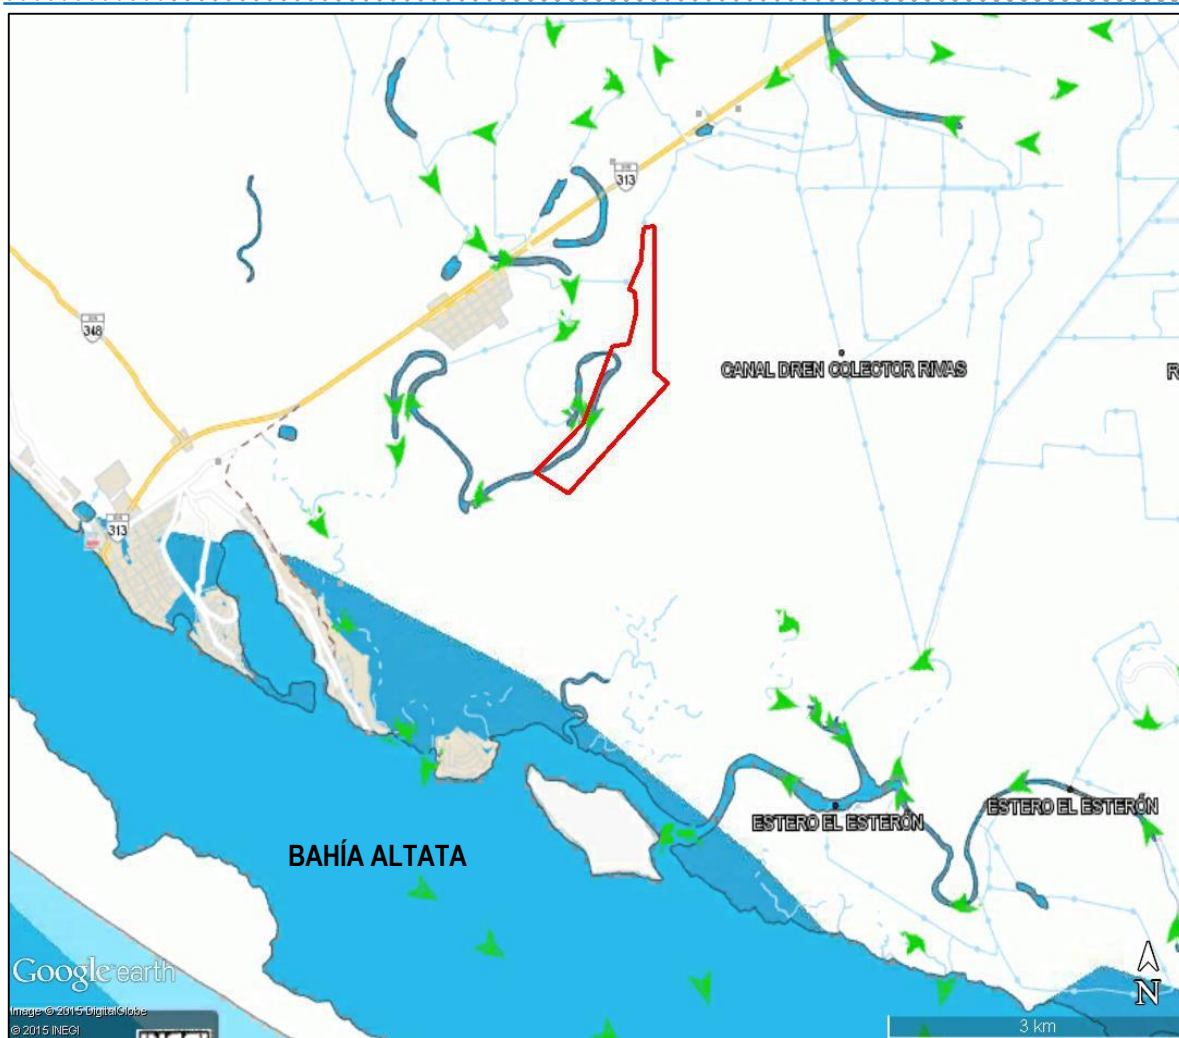 313
348
CANAL DREN COLECTOR RIVAS
R
313
ESTERO EL ESTERÓN
ESTERO EL ESTERÓN
BAHÍA ALTATA
Google earth
N
Image © 2015 DigitalGlobe
© 2015 INEGI
3 km